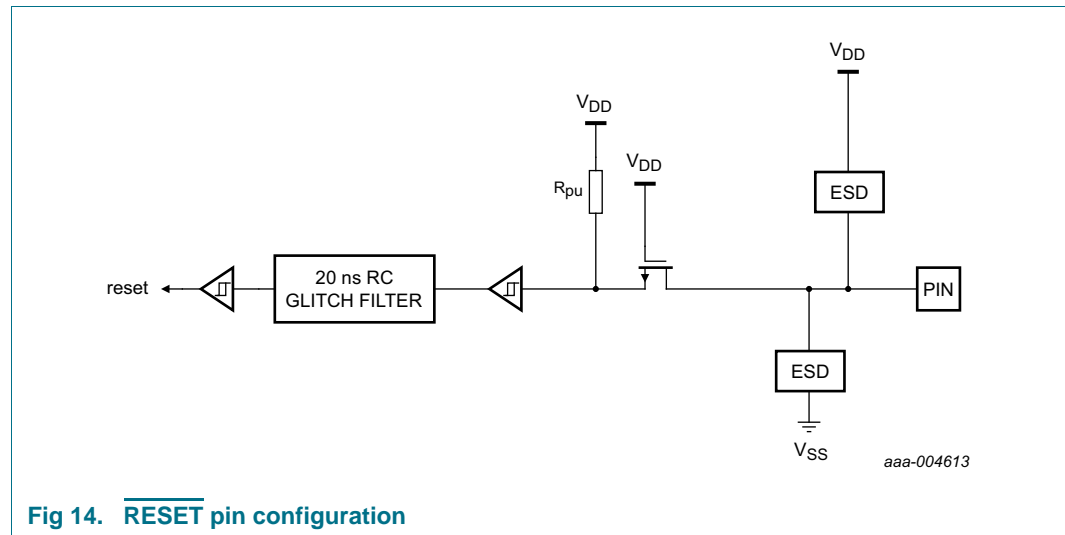 VDD
VDD
VDD
Rpu
ESD
reset
20 ns RC
GLITCH FILTER
PIN
ESD
VSS
aaa-004613
Fig 14. RESET pin configuration